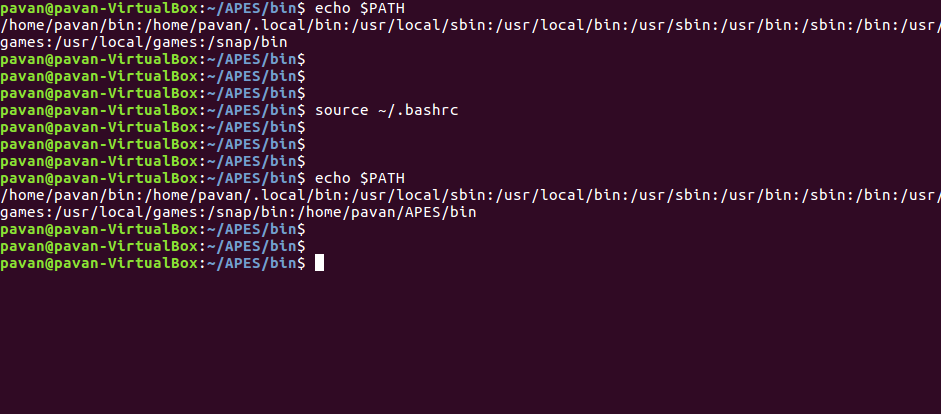 pavan@pavan-VirtualBox:~/APES/bin$ echo $PATH
/home/pavan/bin:/home/pavan/.local/bin:/usr/local/sbin:/usr/local/bin:/usr/sbin:/usr/bin:/sbin:/bin:/usr/
games:/usr/local/games:/snap/bin
pavan@pavan-VirtualBox:~/APES/bin$
pavan@pavan-VirtualBox:~/APES/bin$
pavan@pavan-VirtualBox:~/APES/bin$
pavan@pavan-VirtualBox:~/APES/bin$ source ~/.bashrc
pavan@pavan-VirtualBox:~/APES/bin$
pavan@pavan-VirtualBox:~/APES/bin$
pavan@pavan-VirtualBox:~/APES/bin$
pavan@pavan-VirtualBox:~/APES/bin$ echo $PATH
/home/pavan/bin:/home/pavan/.local/bin:/usr/local/sbin:/usr/local/bin:/usr/sbin:/usr/bin:/sbin:/bin:/usr/
games:/usr/local/games:/snap/bin:/home/pavan/APES/bin
pavan@pavan-VirtualBox:~/APES/bin$
pavan@pavan-VirtualBox:~/APES/bin$
pavan@pavan-VirtualBox:~/APES/bin$